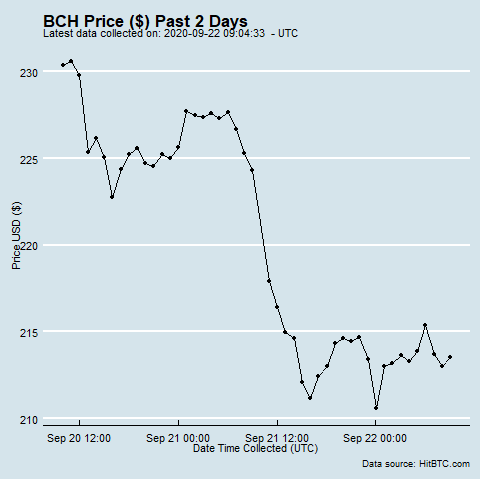 BCH Price ($) Past 2 Days
Latest data collected on: 2020-09-22 09:04:33 - UTC
230
225
220
215
210
Price USD ($)
Sep 20 12:00
Sep 21 00:00
Sep 21 12:00
Sep 22 00:00
Date Time Collected (UTC)
Data source: HitBTC.com